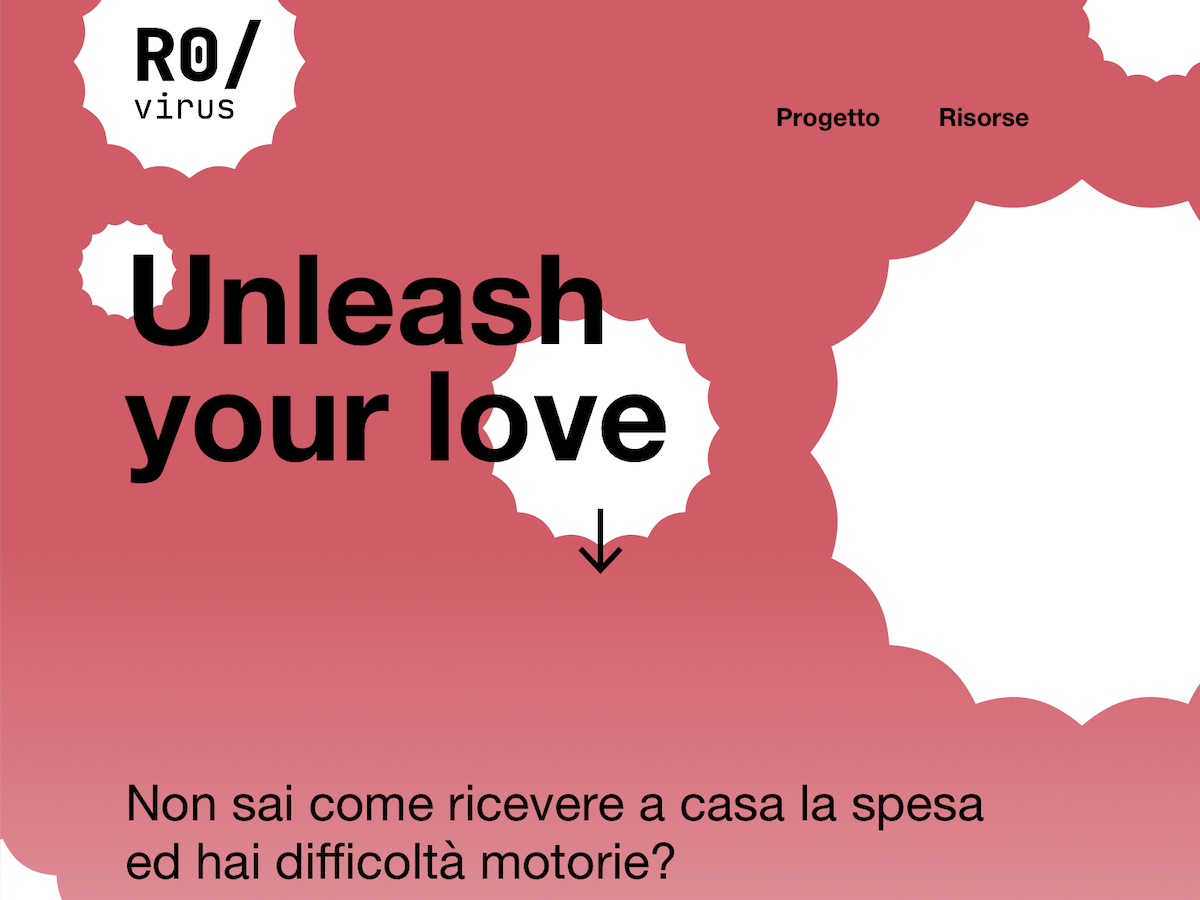 R0/
virus
Progetto Risorse
Unleash
your love
Non sai come ricevere a casa la spesa
ed hai difficoltà motorie?